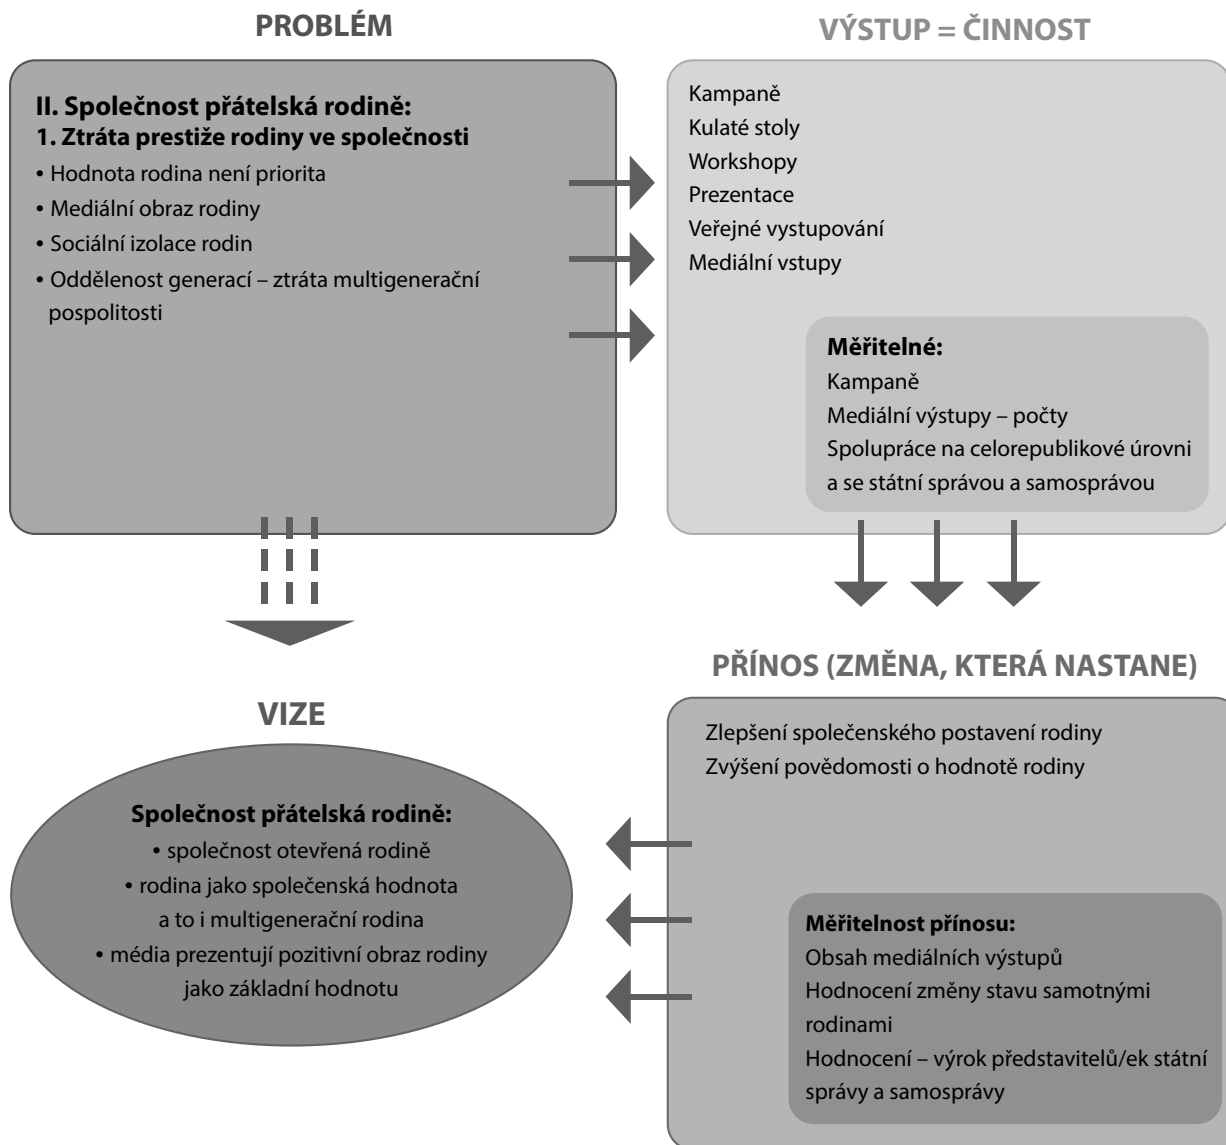 PROBLÉM
II. Společnost přátelská rodině:
1. Ztráta prestiže rodiny ve společnosti
• Hodnota rodina není priorita
• Mediální obraz rodiny
• Sociální izolace rodin
• Oddělenost generací – ztráta multigenerační
pospolitosti
VÝSTUP = ČINNOST
Kampaně
Kulaté stoly
Workshopy
Prezentace
Veřejné vystupování
Mediální vstupy
Měřitelné:
Kampaně
Mediální výstupy – počty
Spolupráce na celorepublikové úrovni
a se státní správou a samosprávou
PŘÍNOS (ZMĚNA, KTERÁ NASTANE)
Zlepšení společenského postavení rodiny
Zvýšení povědomosti o hodnotě rodiny
Měřitelnost přínosu:
Obsah mediálních výstupů
Hodnocení změny stavu samotnými
rodinami
Hodnocení – výrok představitelů/ek státní
správy a samosprávy
VIZE
Společnost přátelská rodině:
• společnost otevřená rodině
• rodina jako společenská hodnota
a to i multigenerační rodina
• média prezentují pozitivní obraz rodiny
jako základní hodnotu